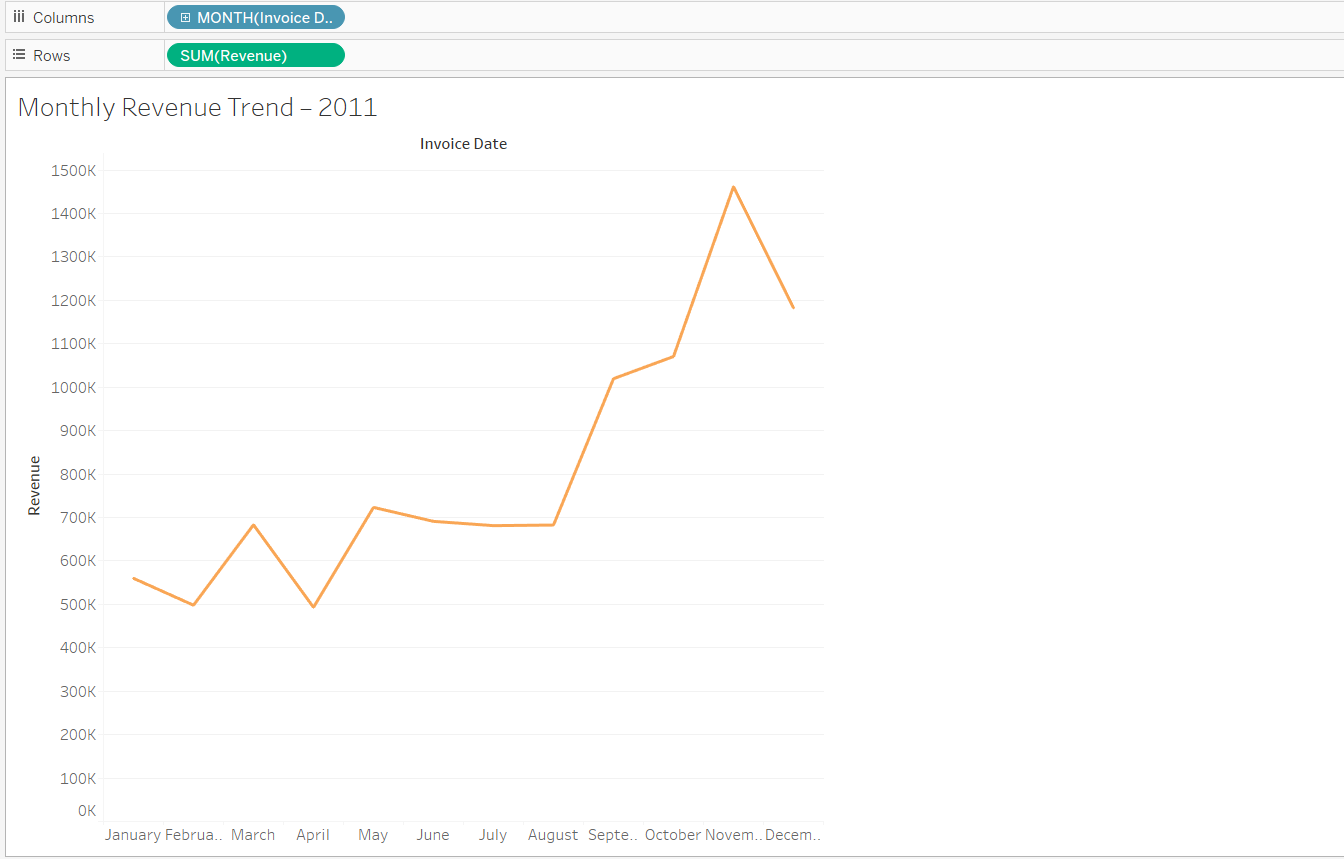 Columns MONTH(Invoice D..
Rows SUM(Revenue)
Monthly Revenue Trend – 2011
Invoice Date
1500K
1400K
1300K
1200K
1100K
1000K
900K
800K
700K
600K
500K
400K
300K
200K
100K
0K
Revenue
January Februa.. March April May June July August Septe.. October Novem.. Decem..